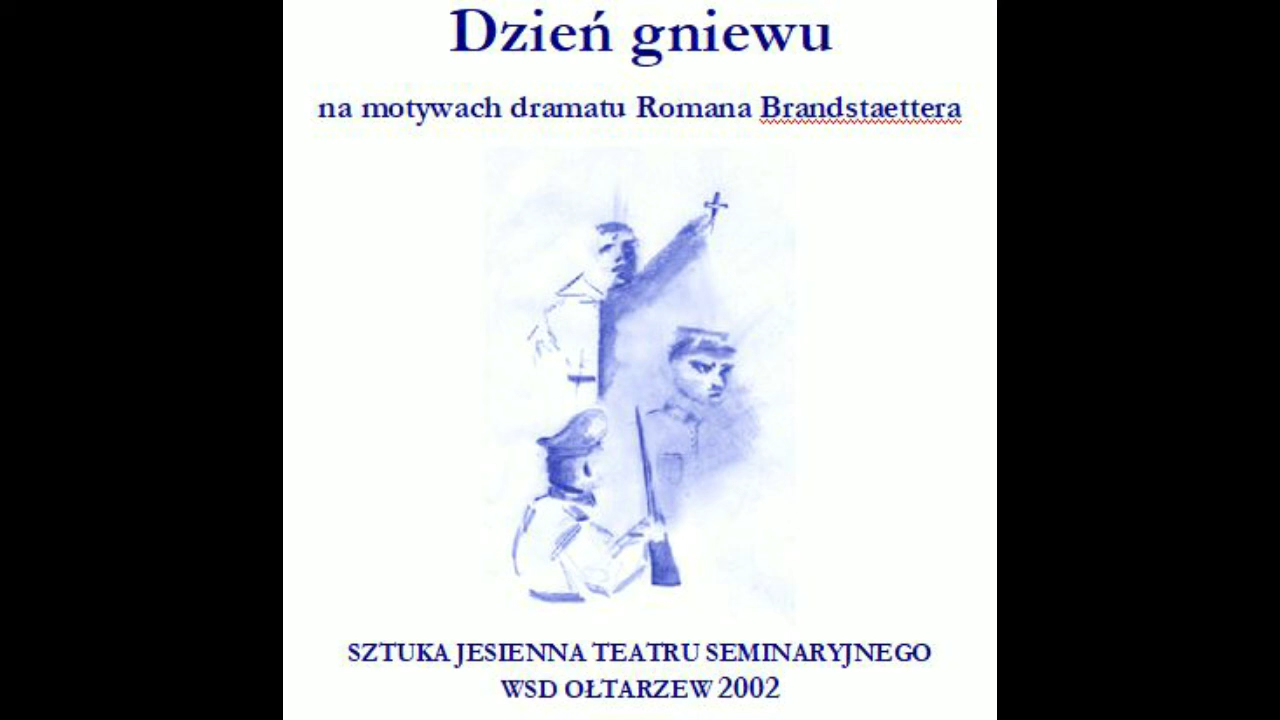 Dzień gniewu
na motywach dramatu Romana Brandstaettera
SZTUKA JESIENNA TEATRU SEMINARYJNEGO
WSD OŁTARZEW 2002